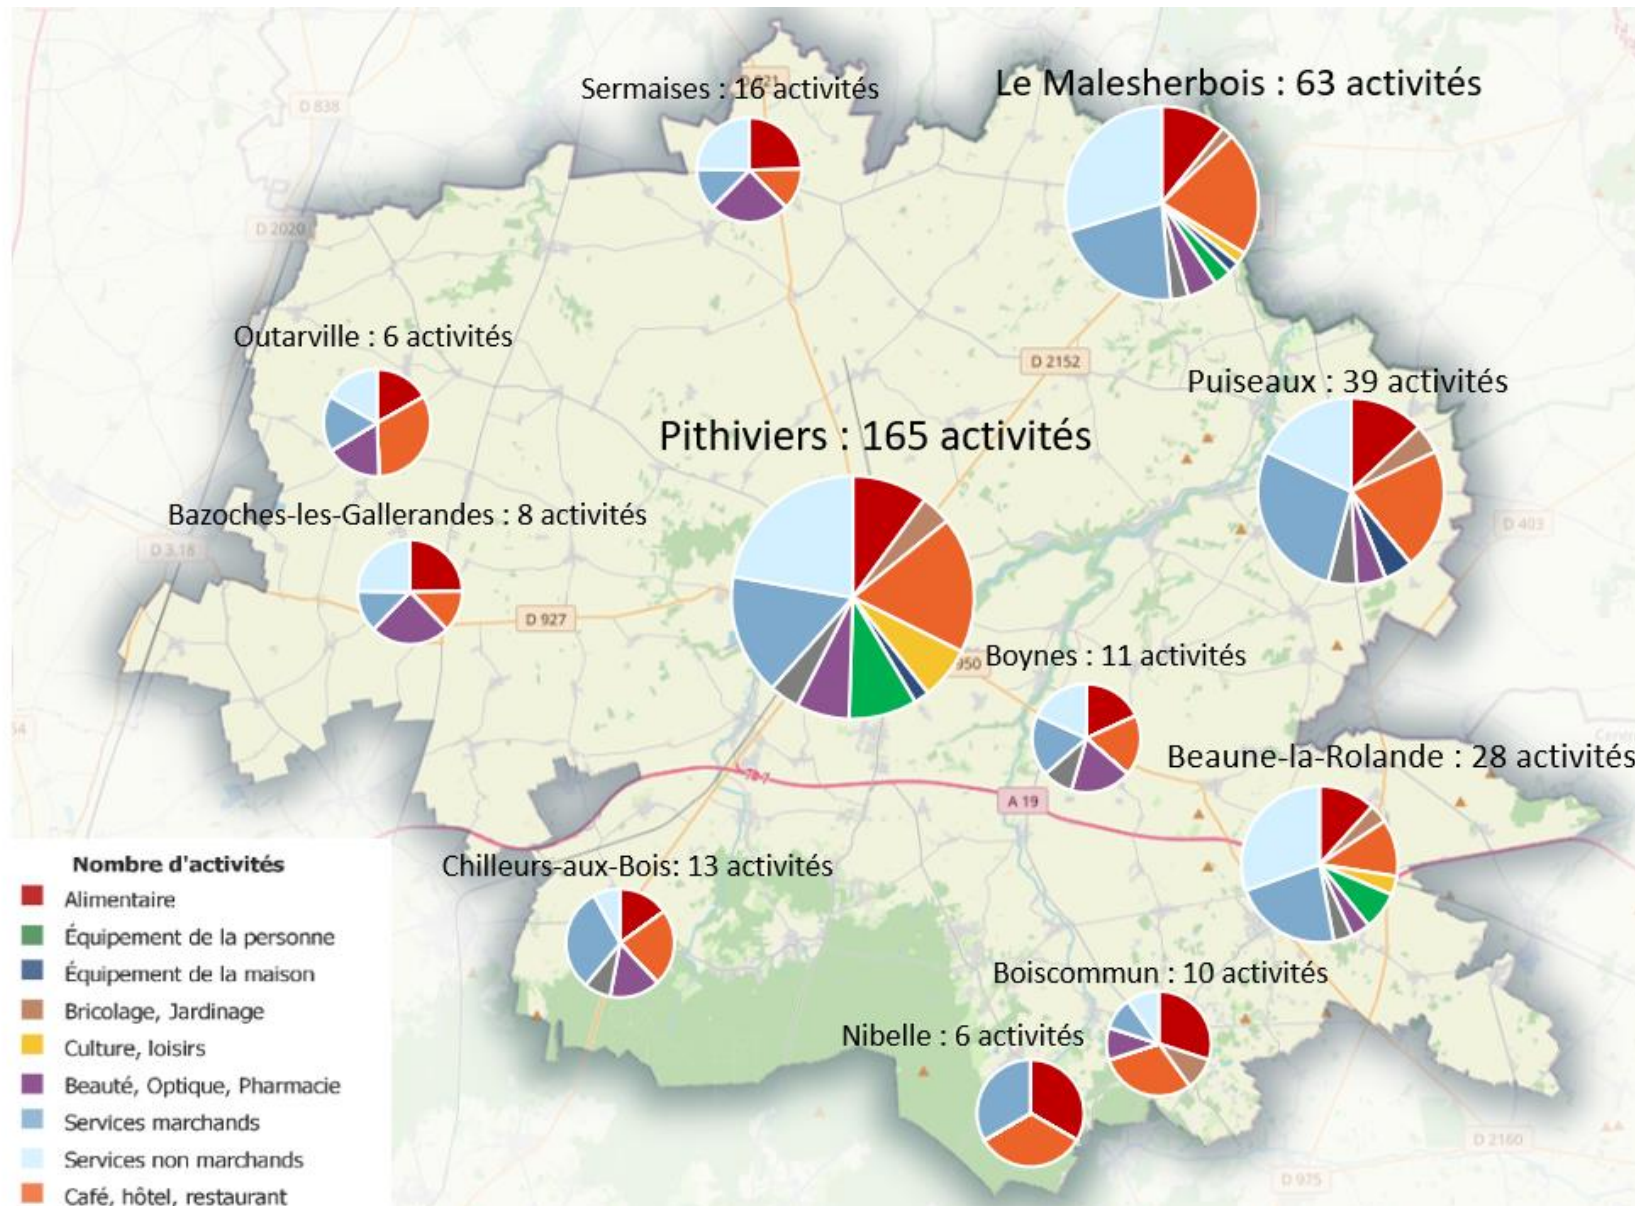 Sermaises : 16 activités
Le Malesherbois : 63 activités
D 838
D 2020
Outarville : 6 activités
D 2152
Puiseaux : 39 activités
Pithiviers : 165 activités
Bazoches-les-Gallerandes : 8 activités
D 403
D 3.18
D 927
950
Boynes : 11 activités
Beaune-la-Rolande : 28 activités
A 19
Nombre d'activités
Alimentaire
Équipement de la personne
Équipement de la maison
Bricolage, Jardinage
Culture, loisirs
Beauté, Optique, Pharmacie
Services marchands
Services non marchands
Café, hôtel, restaurant
Chilleurs-aux-Bois: 13 activités
Boiscommun : 10 activités
Nibelle : 6 activités
D 2160
D 975